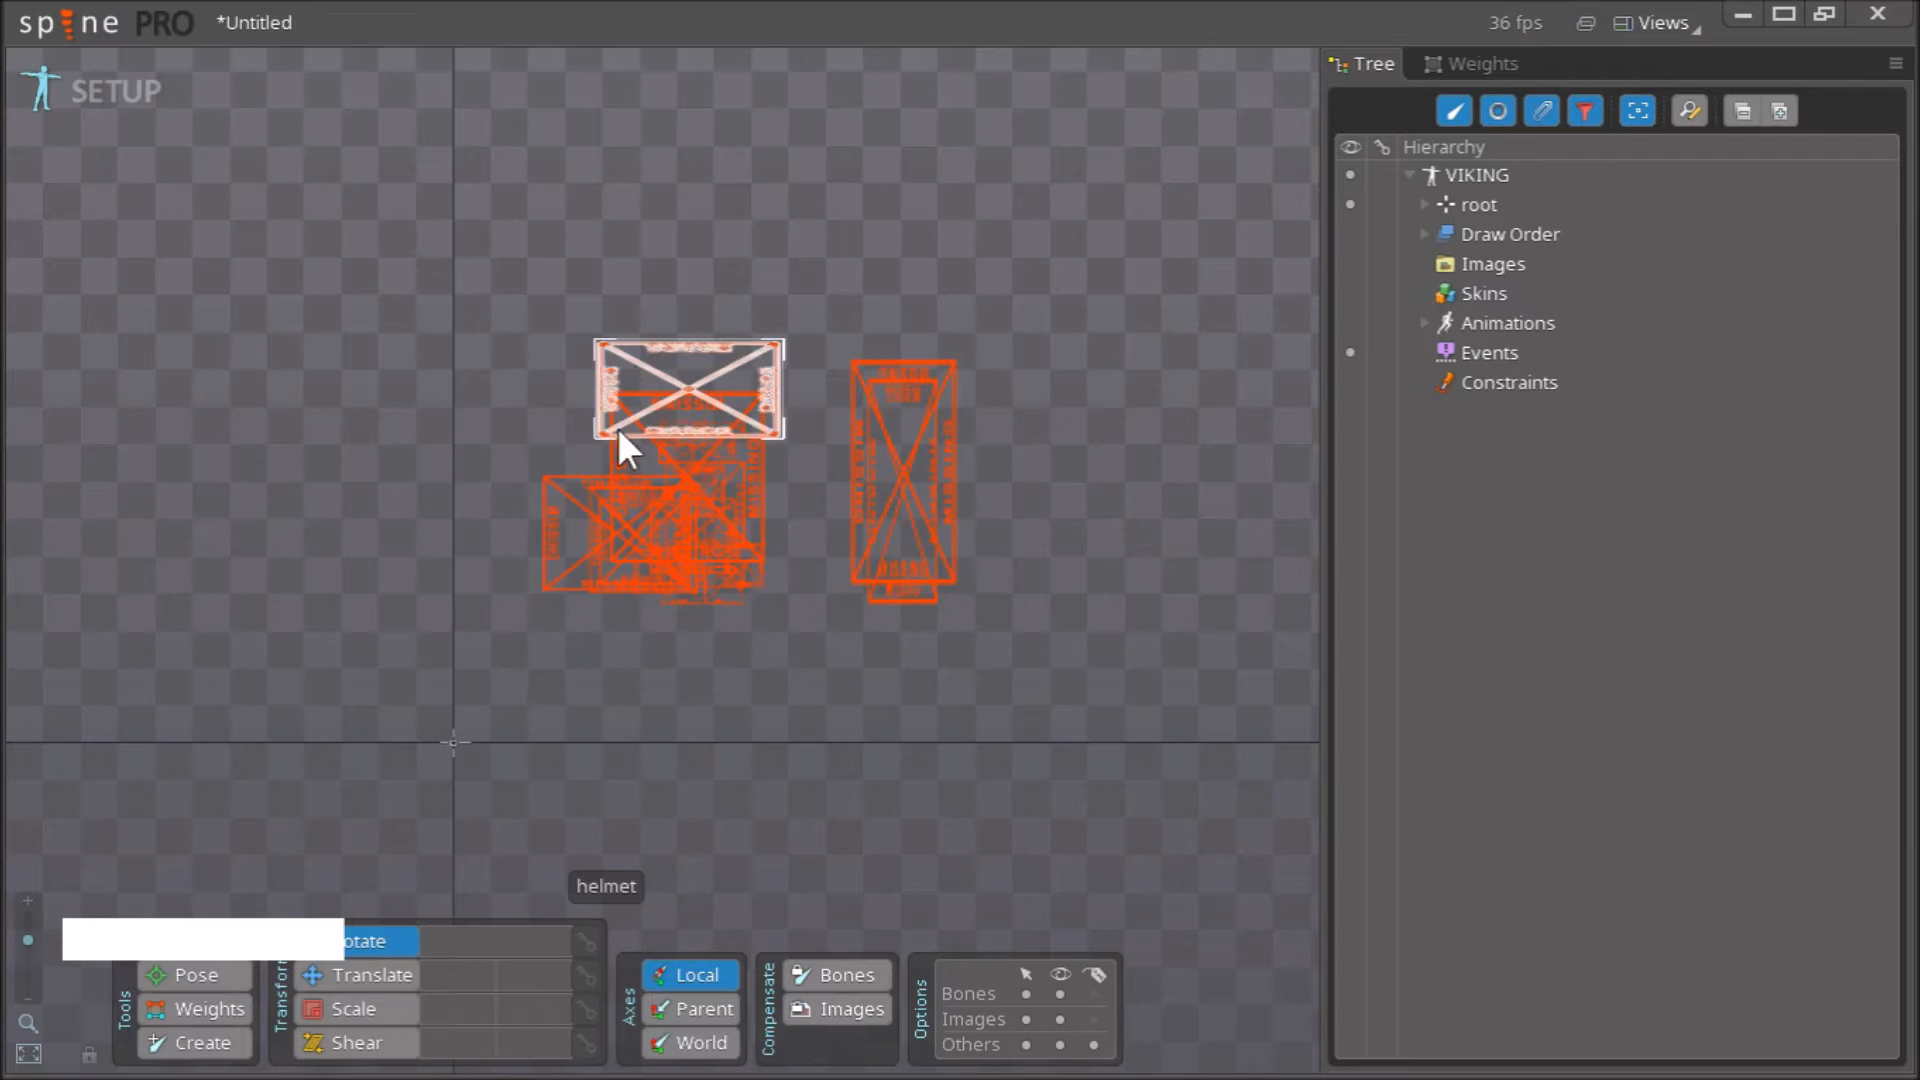 spine PRO *Untitled 36 fps Views
SETUP
Tree Weights
Hierarchy
VIKING
root
Draw Order
Images
Skins
Animations
Events
Constraints
MISSING
helmet
otate
Tools
Pose
Weights
Create
Transfor
Translate
Scale
Shear
Axes
Local
Parent
World
Compensate
Bones
Images
Options
Bones
Images
Others